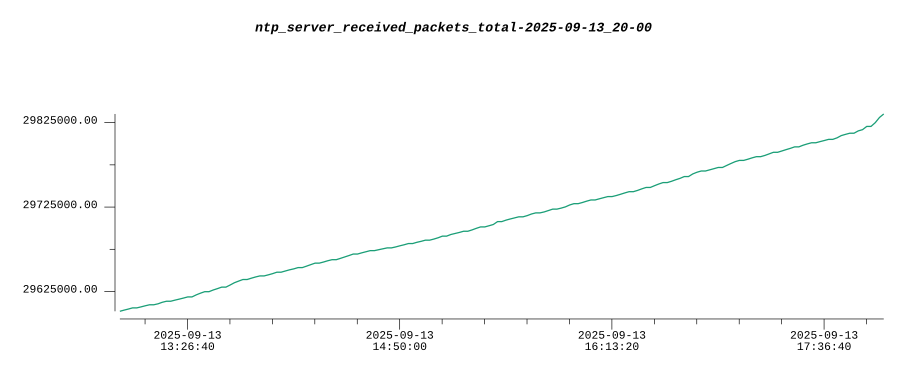 ntp_server_received_packets_total-2025-09-13_20-00
29825000.00
29725000.00
29625000.00
2025-09-13 2025-09-13 2025-09-13 2025-09-13
13:26:40 14:50:00 16:13:20 17:36:40